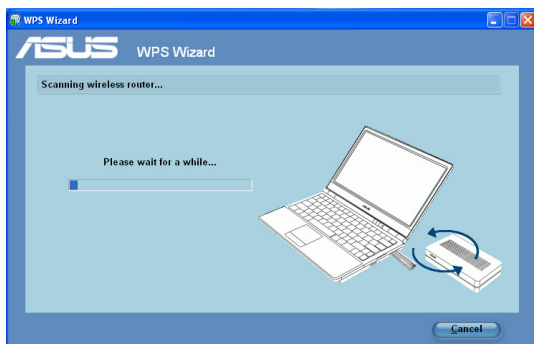 WPS Wizard
ASUS WPS Wizard
Scanning wireless router...
Please wait for a while...
Cancel